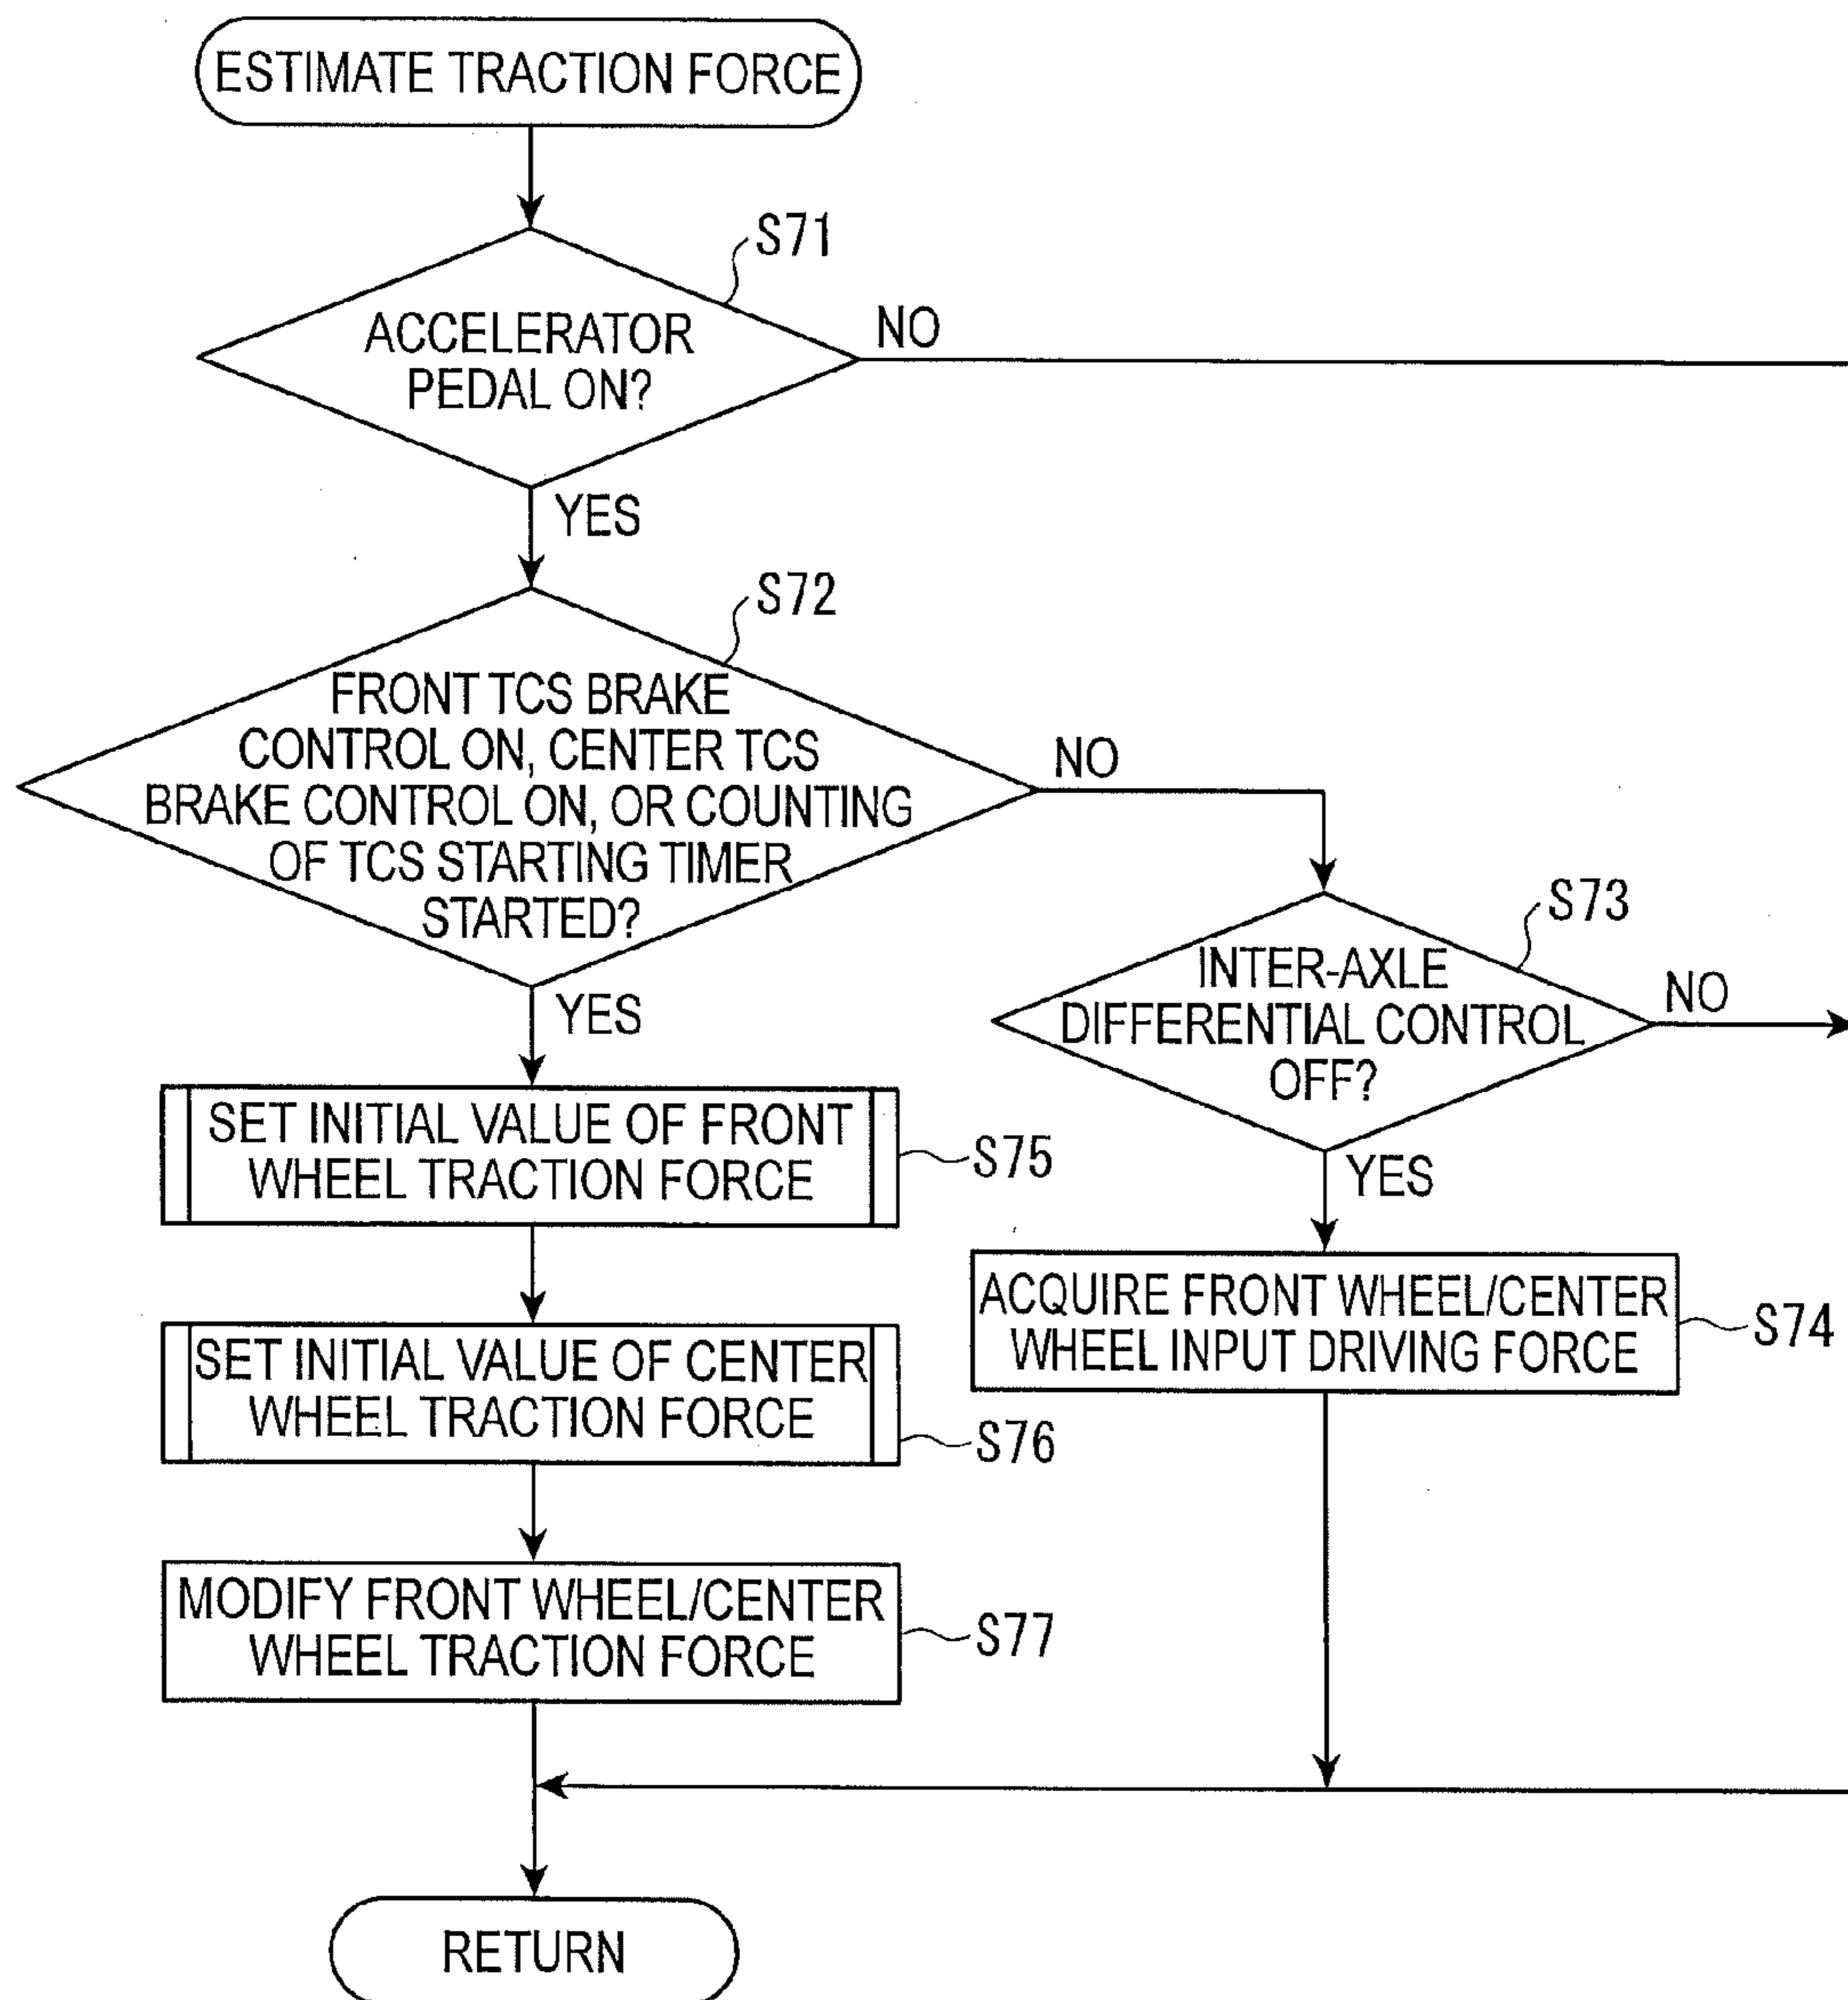 ESTIMATE TRACTION FORCE
S71
ACCELERATOR
PEDAL ON?
NO
YES
S72
FRONT TCS BRAKE
CONTROL ON, CENTER TCS
BRAKE CONTROL ON, OR COUNTING
OF TCS STARTING TIMER
STARTED?
NO
YES
S73
INTER-AXLE
DIFFERENTIAL CONTROL
OFF?
NO
YES
SET INITIAL VALUE OF FRONT
WHEEL TRACTION FORCE
S75
ACQUIRE FRONT WHEEL/CENTER
WHEEL INPUT DRIVING FORCE
S74
SET INITIAL VALUE OF CENTER
WHEEL TRACTION FORCE
S76
MODIFY FRONT WHEEL/CENTER
WHEEL TRACTION FORCE
S77
RETURN